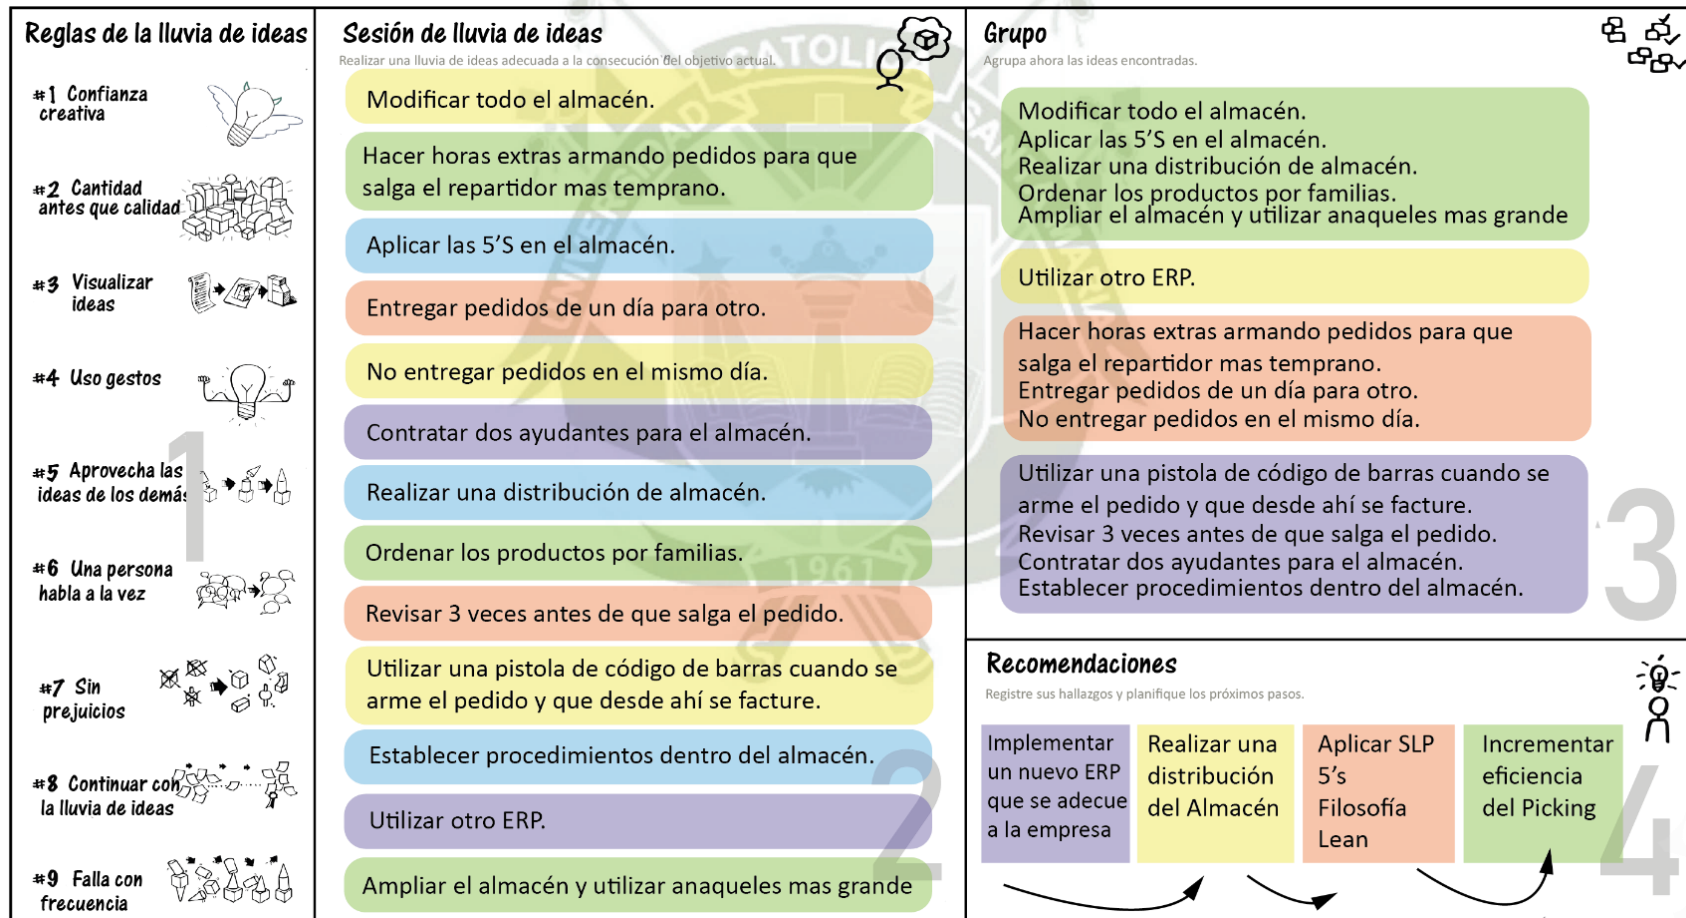 Reglas de la lluvia de ideas
#1 Confianza
creativa
#2 Cantidad
antes que calidad
#3 Visualizar
ideas
#4 Uso gestos
#5 Aprovecha las
ideas de los demás
#6 Una persona
habla a la vez
#7 Sin
prejuicios
#8 Continuar con
la lluvia de ideas
#9 Falla con
frecuencia
1
Sesión de lluvia de ideas
Realizar una lluvia de ideas adecuada a la consecución del objetivo actual.
Modificar todo el almacén.
Hacer horas extras armando pedidos para que
salga el repartidor mas temprano.
Aplicar las 5'S en el almacén.
Entregar pedidos de un día para otro.
No entregar pedidos en el mismo día.
Contratar dos ayudantes para el almacén.
Realizar una distribución de almacén.
Ordenar los productos por familias.
Revisar 3 veces antes de que salga el pedido.
Utilizar una pistola de código de barras cuando se
arme el pedido y que desde ahí se facture.
Establecer procedimientos dentro del almacén.
Utilizar otro ERP.
Ampliar el almacén y utilizar anaqueles mas grande
2
Grupo
Agrupa ahora las ideas encontradas.
Modificar todo el almacén.
Aplicar las 5'S en el almacén.
Realizar una distribución de almacén.
Ordenar los productos por familias.
Ampliar el almacén y utilizar anaqueles mas grande
Utilizar otro ERP.
Hacer horas extras armando pedidos para que
salga el repartidor mas temprano.
Entregar pedidos de un día para otro.
No entregar pedidos en el mismo día.
Utilizar una pistola de código de barras cuando se
arme el pedido y que desde ahí se facture.
Revisar 3 veces antes de que salga el pedido.
Contratar dos ayudantes para el almacén.
Establecer procedimientos dentro del almacén.
3
Recomendaciones
Registre sus hallazgos y planifique los próximos pasos.
Implementar
un nuevo ERP
que se adecue
a la empresa
Realizar una
distribución
del Almacén
Aplicar SLP
5's
Filosofía
Lean
Incrementar
eficiencia
del Picking
4
UNIVERSIDAD CATOLICA SANTA MARIA
1961